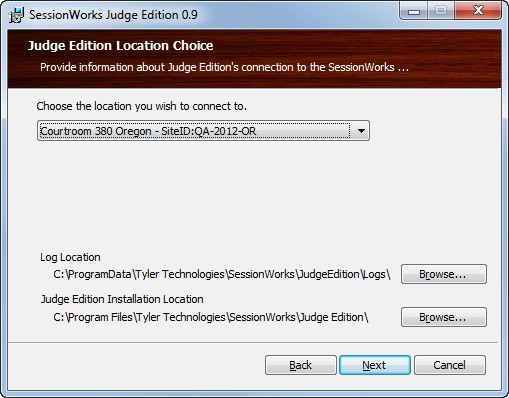 SessionWorks Judge Edition 0.9
Judge Edition Location Choice
Provide information about Judge Edition's connection to the SessionWorks ...
Choose the location you wish to connect to.
Courtroom 380 Oregon - SiteID:QA-2012-OR
Log Location
C:\ProgramData\Tyler Technologies\SessionWorks\JudgeEdition\Logs\ Browse...
Judge Edition Installation Location
C:\Program Files\Tyler Technologies\SessionWorks\Judge Edition\ Browse...
Back Next Cancel